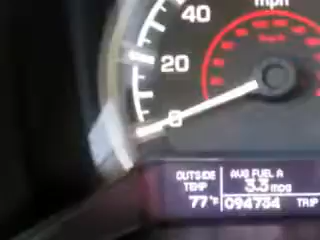 mph
40
20
0
OUTSIDE TEMP
AVG FUEL A
3.3 mpg
77°F
094754 TRIP